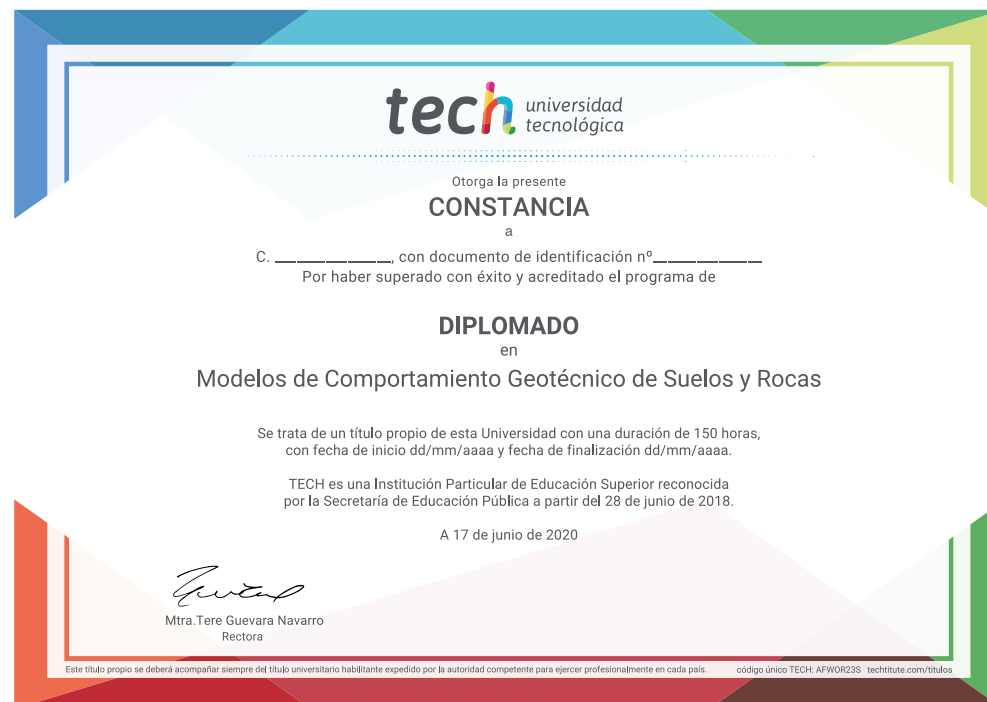 tech universidad
tecnológica
Otorga la presente
CONSTANCIA
a
C. ____________, con documento de identificación nº____________
Por haber superado con éxito y acreditado el programa de
DIPLOMADO
en
Modelos de Comportamiento Geotécnico de Suelos y Rocas
Se trata de un título propio de esta Universidad con una duración de 150 horas,
con fecha de inicio dd/mm/aaaa y fecha de finalización dd/mm/aaaa.
TECH es una Institución Particular de Educación Superior reconocida
por la Secretaría de Educación Pública a partir del 28 de junio de 2018.
A 17 de junio de 2020
Mtra.Tere Guevara Navarro
Rectora
Este título propio se deberá acompañar siempre del título universitario habilitante expedido por la autoridad competente para ejercer profesionalmente en cada país. código único TECH: AFWOR23S techtitute.com/titulos